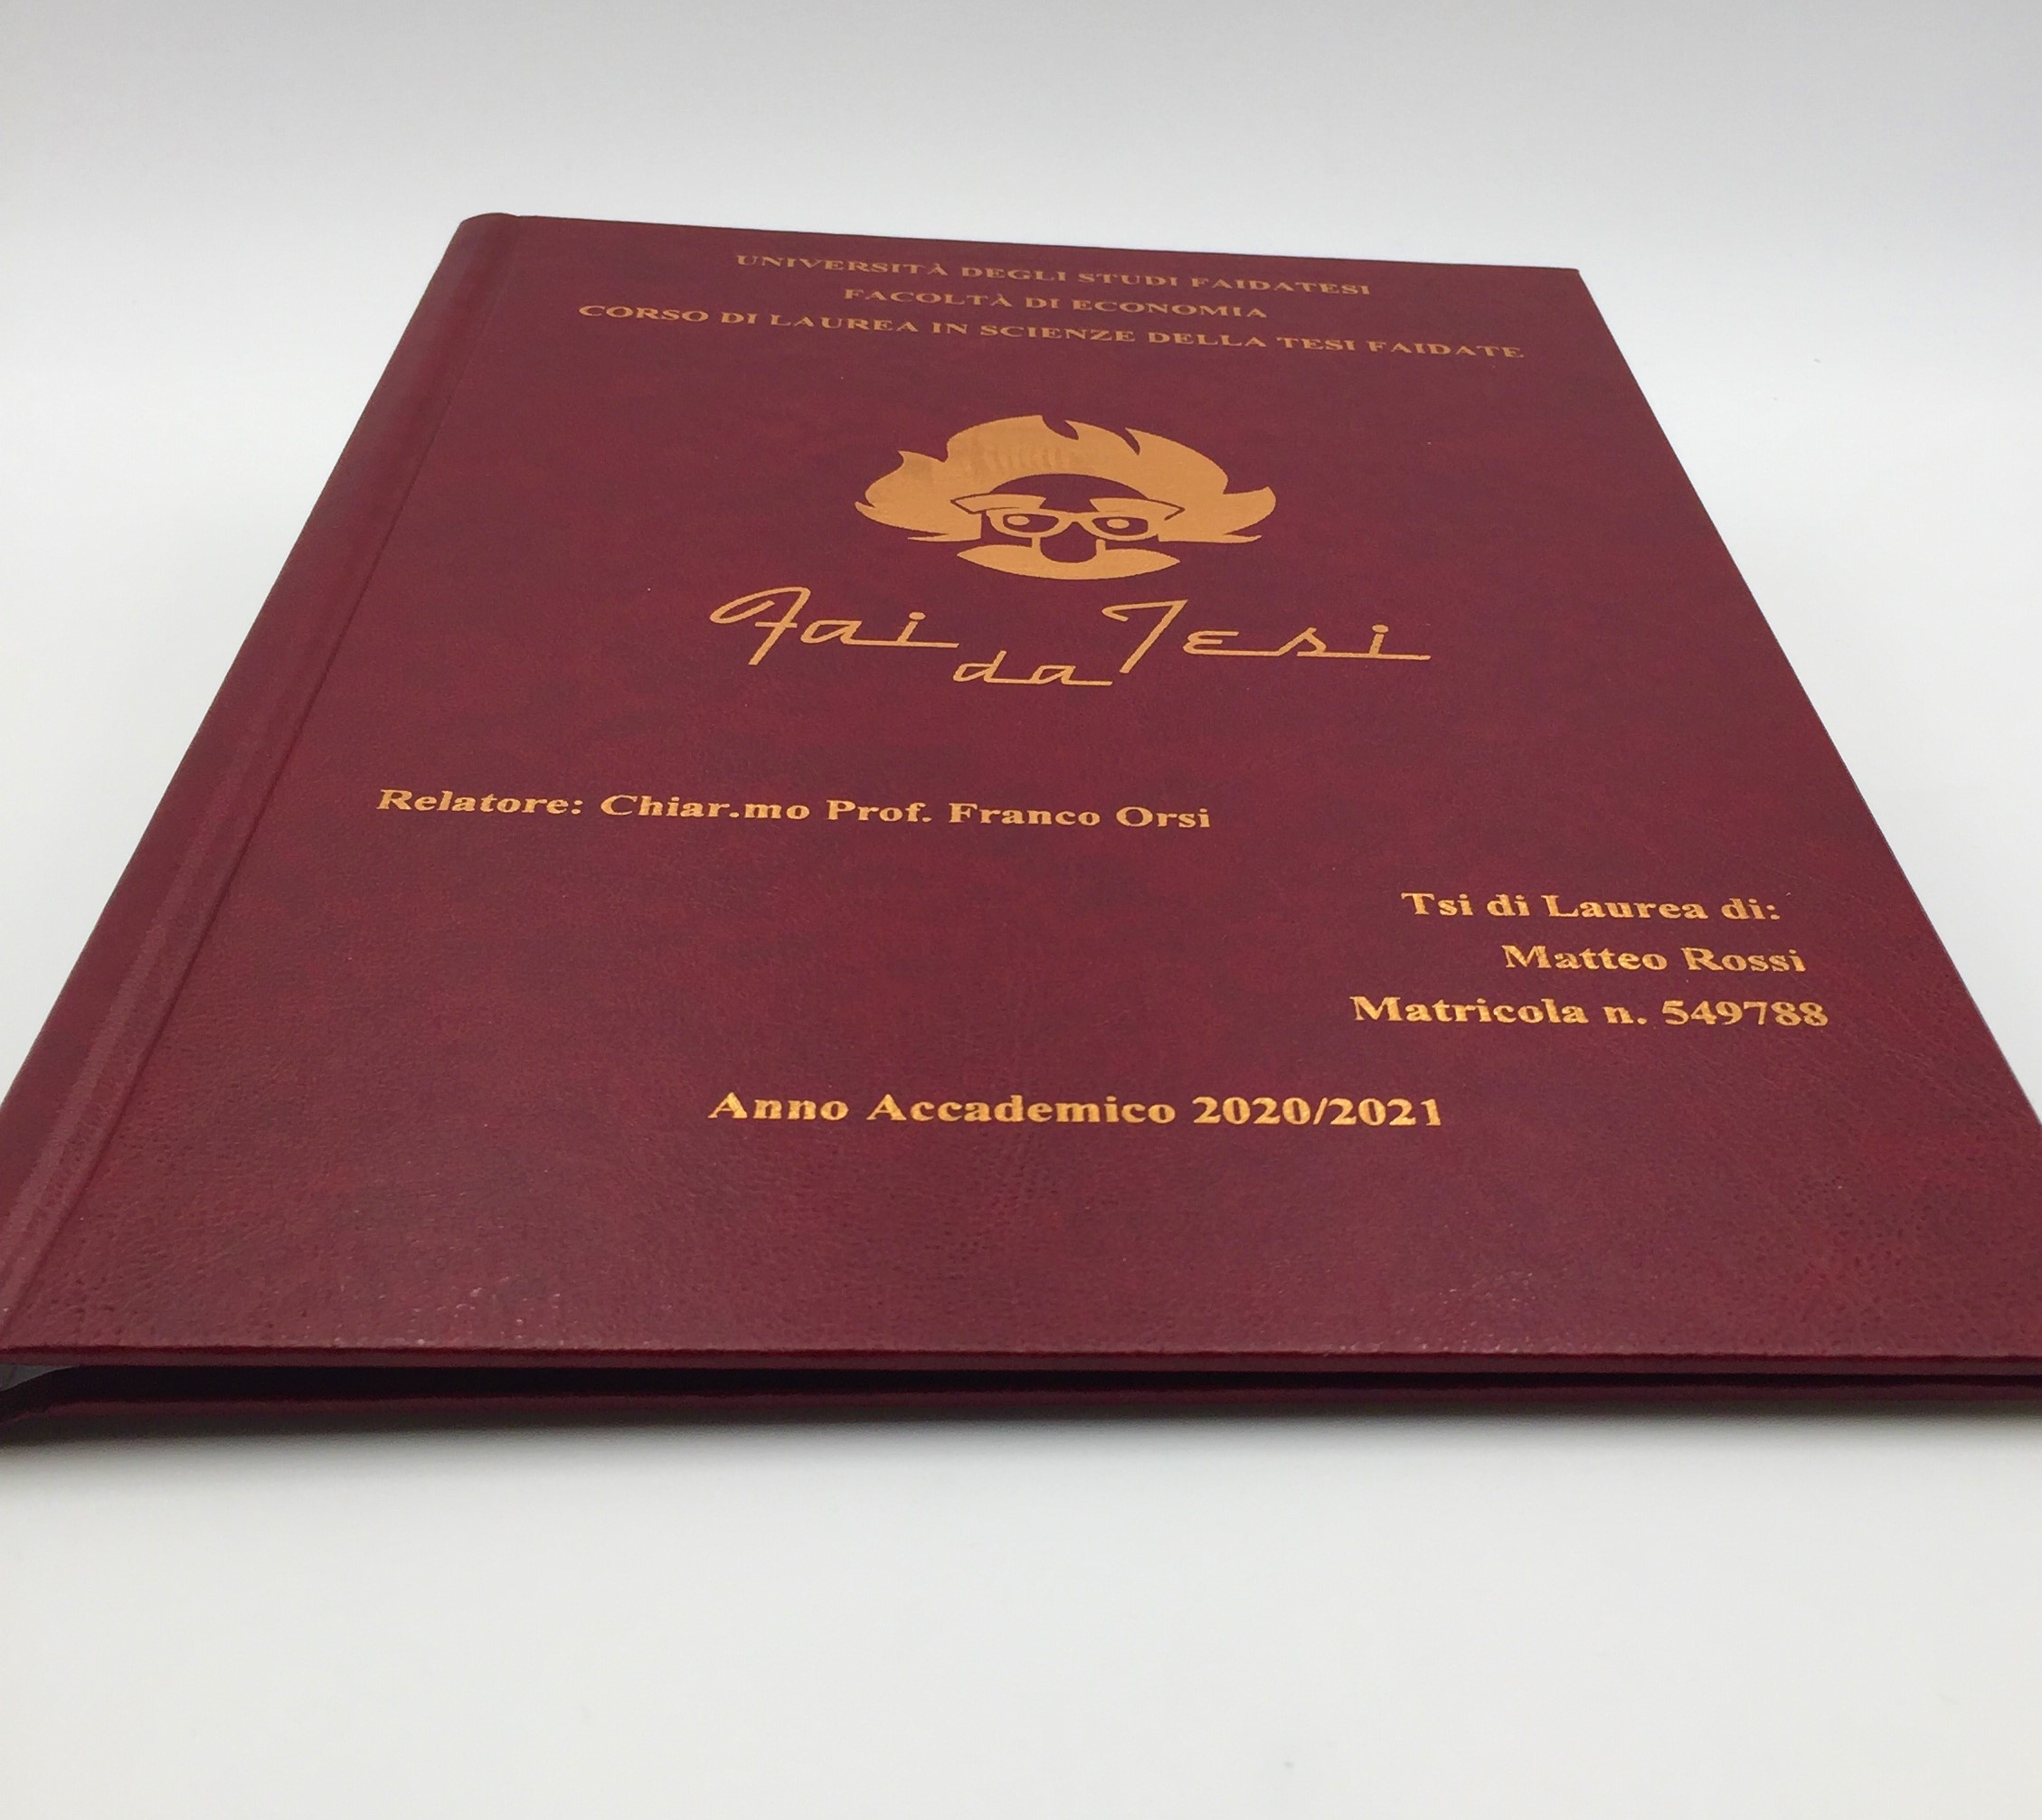 UNIVERSITÀ DEGLI STUDI FAIDATESI
FACOLTÀ DI ECONOMIA
CORSO DI LAUREA IN SCIENZE DELLA TESI FAIDATE
Fai da Tesi
Relatore: Chiar.mo Prof. Franco Orsi
Tsi di Laurea di:
Matteo Rossi
Matricola n. 549788
Anno Accademico 2020/2021